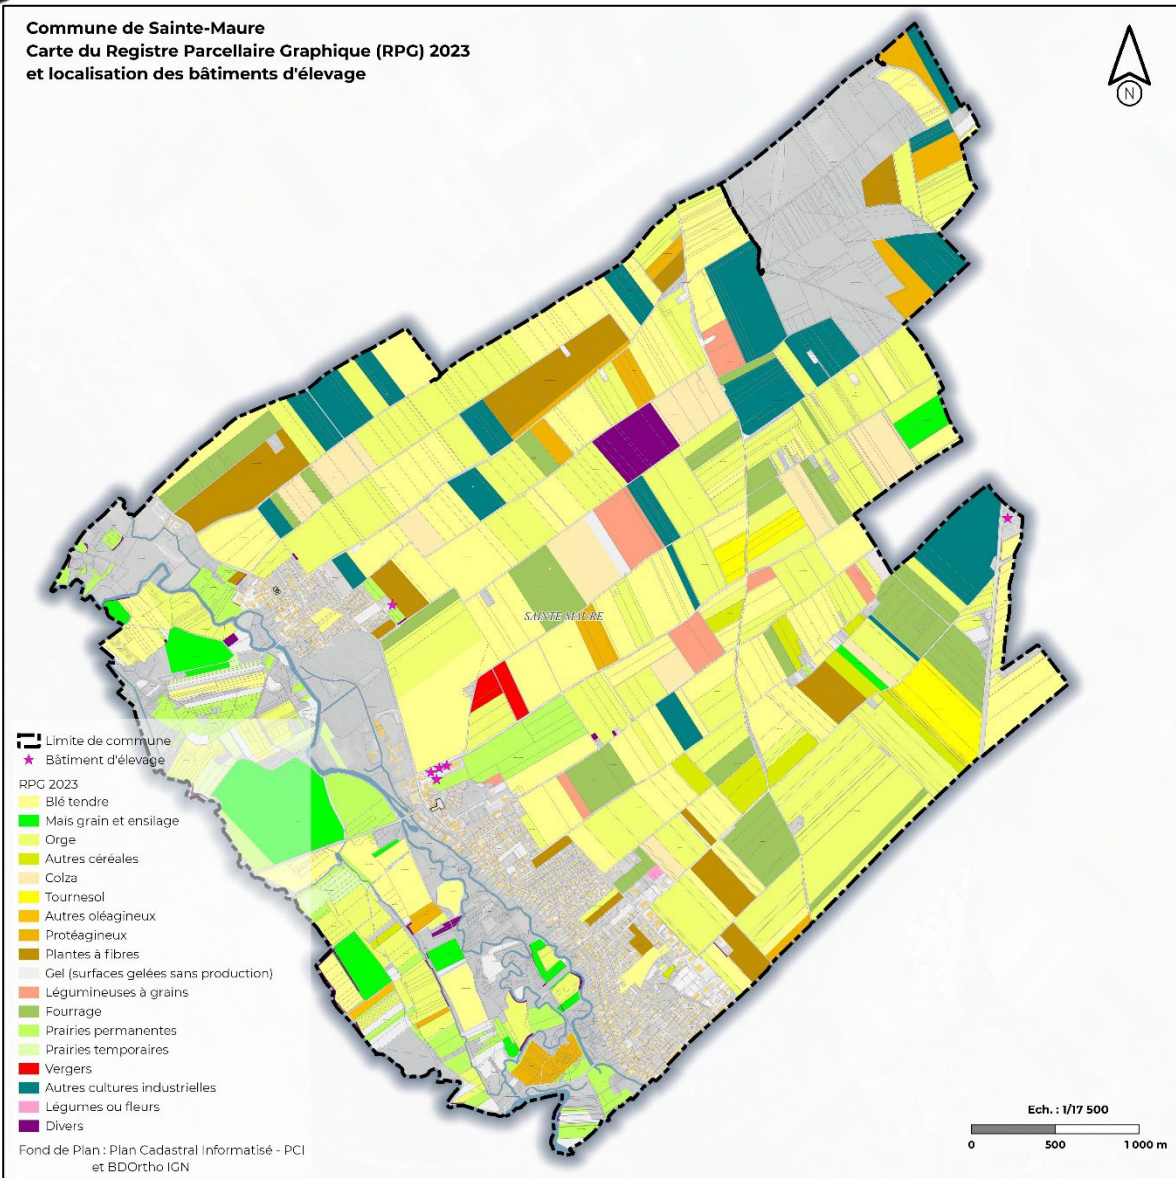 Commune de Sainte-Maure
Carte du Registre Parcellaire Graphique (RPG) 2023
et localisation des bâtiments d'élevage
N
SAINTE MAURE
Limite de commune
Bâtiment d'élevage
RPG 2023
Blé tendre
Maïs grain et ensilage
Orge
Autres céréales
Colza
Tournesol
Autres oléagineux
Protéagineux
Plantes à fibres
Gel (surfaces gelées sans production)
Légumineuses à grains
Fourrage
Prairies permanentes
Prairies temporaires
Vergers
Autres cultures industrielles
Légumes ou fleurs
Divers
Fond de Plan : Plan Cadastral Informatisé - PCI
et BDOrtho IGN
Ech. : 1/17 500
0 500 1 000 m